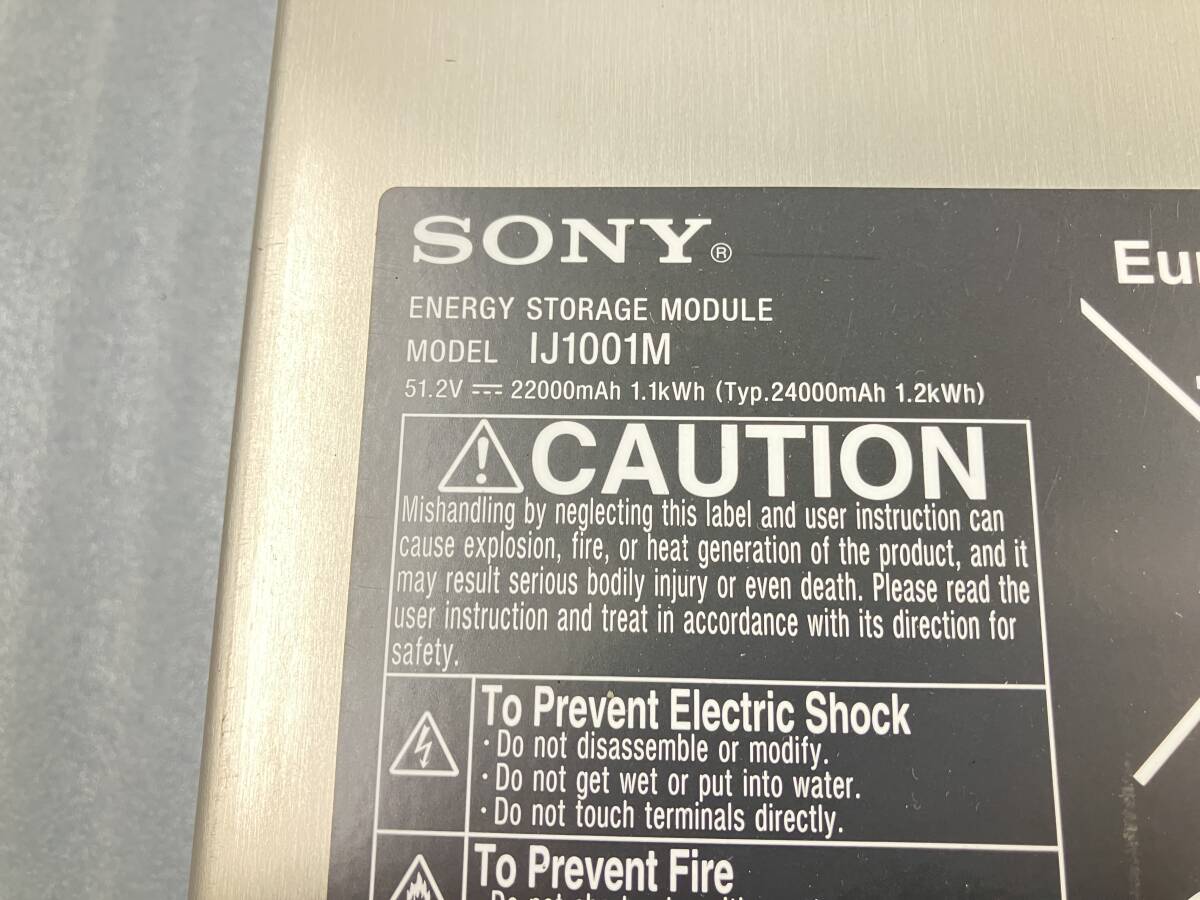 SONY®
ENERGY STORAGE MODULE
MODEL IJ1001M
51.2V ⎓ 22000mAh 1.1kWh (Typ.24000mAh 1.2kWh)
CAUTION
Mishandling by neglecting this label and user instruction can
cause explosion, fire, or heat generation of the product, and it
may result serious bodily injury or even death. Please read the
user instruction and treat in accordance with its direction for
safety.
To Prevent Electric Shock
・Do not disassemble or modify.
・Do not get wet or put into water.
・Do not touch terminals directly.
To Prevent Fire